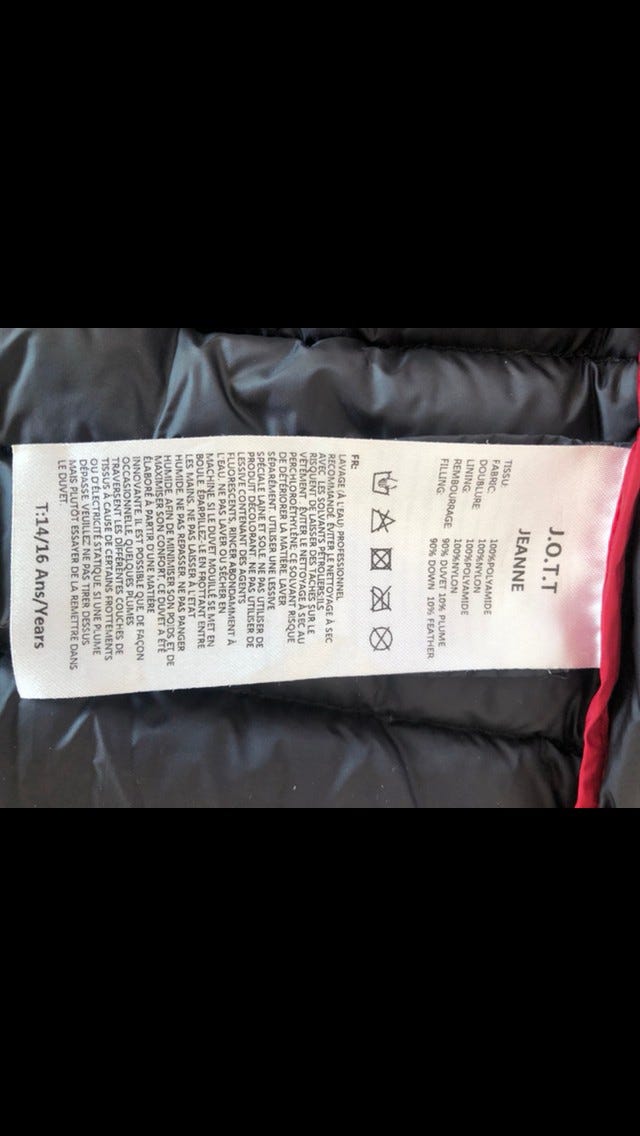 J.O.T.T
JEANNE
TISSU: 100%POLYAMIDE
FABRIC: 100%NYLON
DOUBLURE: 100%POLYAMIDE
LINING: 100%NYLON
REMBOURRAGE: 90% DUVET 10% PLUME
FILLING: 90% DOWN 10% FEATHER
FR:
LAVAGE (À L'EAU) PROFESSIONNEL
RECOMMANDÉ. ÉVITER LE NETTOYAGE À SEC
AVEC LES SOLVANTS PÉTROLIERSILS
RISQUENT DE LAISSER DES TACHES SUR LE
VÊTEMENT. ÉVITER LE NETTOYAGE À SEC AU
PERCHLOROÉTHYLÈNE, CE SOLVANT RISQUE
DE DÉTÉRIORER LA MATIÈRE. LAVER
SÉPAREMENT. UTILISER UNE LESSIVE
SPÉCIALE LAINE ET SOIE. NE PAS UTILISER DE
PRODUIT DÉCOLORANT. NE PAS UTILISER DE
LESSIVE CONTENANT DES AGENTS
FLUORESCENTS. RINCER ABONDAMMENT À
L'EAU. NE PAS LAVER OU SÉCHER EN
MACHINE. SI LE DUVET MOUILLÉ SE MET EN
BOULE, ÉPARPILLEZ-LE EN FROTTANT ENTRE
LES MAINS. NE PAS LAISSER À L'ETAT
HUMIDE. NE PAS REPASSER. NE PAS RANGER
HUMIDE. AFIN DE MINIMISER SON POIDS ET DE
MAXIMISER SON CONFORT, CE DUVET A ÉTÉ
ÉLABORÉ À PARTIR D'UNE MATIÈRE
INNOVANTE. IL EST POSSIBLE QUE, DE FAÇON
OCCASIONNELLE, QUELQUES PLUMES
TRAVERSENT LES DIFFÉRENTES COUCHES DE
TISSUS À CAUSE DE CERTAINS FROTTEMENTS
OU D'ÉLECTRICITÉ STATIQUE. SI UNE PLUME
DÉPASSE, VEUILLEZ NE PAS TIRER DESSUS
MAIS PLUTÔT ESSAYER DE LA REMETTRE DANS
LE DUVET.
T:14/16 Ans/Years